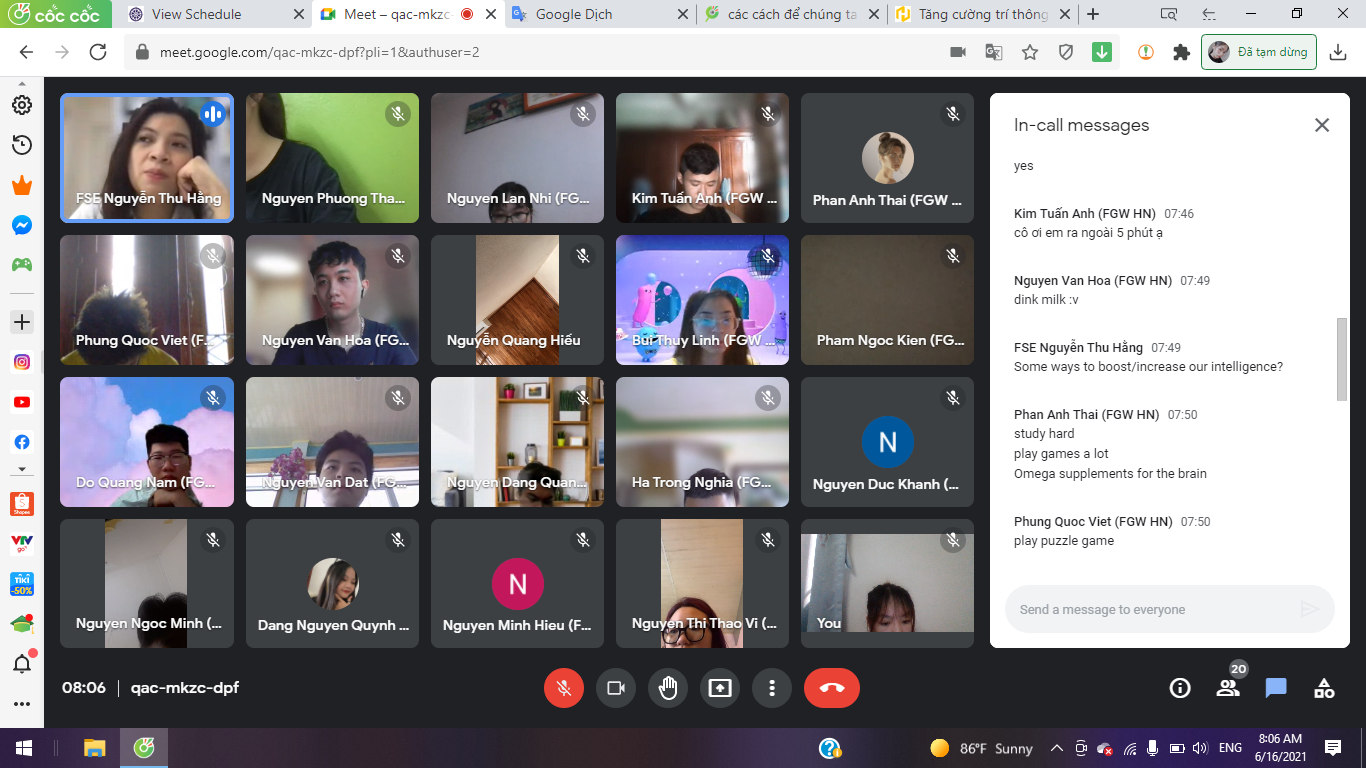 cốc cốc
View Schedule
Meet – qac-mkzc-
Google Dịch
các cách để chúng ta
Tăng cường trí thông
meet.google.com/qac-mkzc-dpf?pli=1&authuser=2
Đã tạm dừng
FSE Nguyễn Thu Hằng
Nguyen Phuong Tha...
Nguyen Lan Nhi (FG...
Kim Tuấn Anh (FGW ...
Phan Anh Thai (FGW ...
Phung Quoc Viet (F...
Nguyen Van Hoa (FG...
Nguyễn Quang Hiếu
Bui Thuy Linh (FGW ...
Pham Ngoc Kien (FG...
Do Quang Nam (FG...
Nguyen Van Dat (FG...
Nguyen Dang Quan...
Ha Trong Nghia (FG...
N
Nguyen Duc Khanh (...
Nguyen Ngoc Minh (...
Dang Nguyen Quynh ...
N
Nguyen Minh Hieu (F...
Nguyen Thi Thao Vi (...
You
In-call messages
yes
Kim Tuấn Anh (FGW HN) 07:46
cô ơi em ra ngoài 5 phút ạ
Nguyen Van Hoa (FGW HN) 07:49
dink milk :v
FSE Nguyễn Thu Hằng 07:49
Some ways to boost/increase our intelligence?
Phan Anh Thai (FGW HN) 07:50
study hard
play games a lot
Omega supplements for the brain
Phung Quoc Viet (FGW HN) 07:50
play puzzle game
Send a message to everyone
Shopee
VTV
go
TIKI
-50%
08:06 | qac-mkzc-dpf
20
86°F Sunny
ENG
8:06 AM
6/16/2021